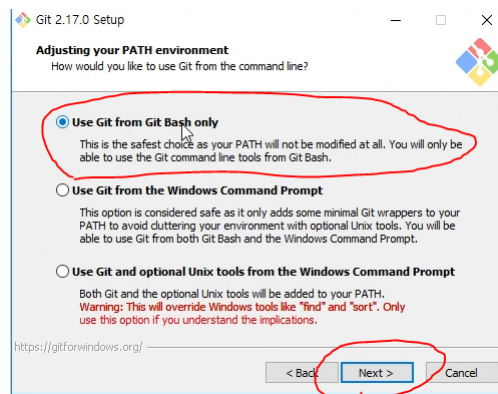 Git 2.17.0 Setup
Adjusting your PATH environment
How would you like to use Git from the command line?
Use Git from Git Bash only
This is the safest choice as your PATH will not be modified at all. You will only be
able to use the Git command line tools from Git Bash.
Use Git from the Windows Command Prompt
This option is considered safe as it only adds some minimal Git wrappers to your
PATH to avoid cluttering your environment with optional Unix tools. You will be
able to use Git from both Git Bash and the Windows Command Prompt.
Use Git and optional Unix tools from the Windows Command Prompt
Both Git and the optional Unix tools will be added to your PATH.
Warning: This will override Windows tools like "find" and "sort". Only
use this option if you understand the implications.
https://gitforwindows.org/
< Back Next > Cancel